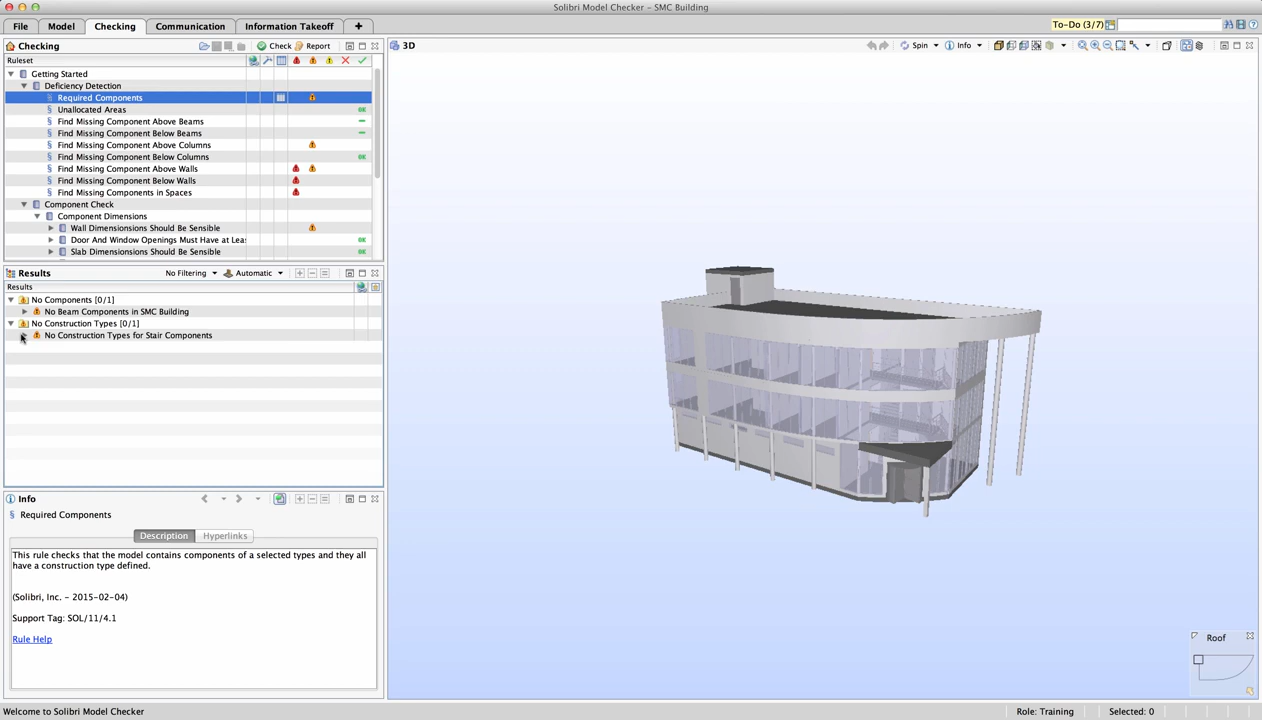 Solibri Model Checker – SMC Building
File Model Checking Communication Information Takeoff + To-Do (3/7)
Checking Check Report
Ruleset
Getting Started
Deficiency Detection
Required Components
Unallocated Areas OK
Find Missing Component Above Beams
Find Missing Component Below Beams
Find Missing Component Above Columns
Find Missing Component Below Columns OK
Find Missing Component Above Walls
Find Missing Component Below Walls
Find Missing Components in Spaces
Component Check
Component Dimensions
Wall Dimensionsions Should Be Sensible
Door And Window Openings Must Have at Lea: OK
Slab Dimensionsions Should Be Sensible OK
Results No Filtering Automatic
Results
No Components [0/1]
No Beam Components in SMC Building
No Construction Types [0/1]
No Construction Types for Stair Components
Info
Required Components
Description Hyperlinks
This rule checks that the model contains components of a selected types and they all
have a construction type defined.
(Solibri, Inc. - 2015-02-04)
Support Tag: SOL/11/4.1
Rule Help
3D Spin Info
Roof
Welcome to Solibri Model Checker Role: Training Selected: 0